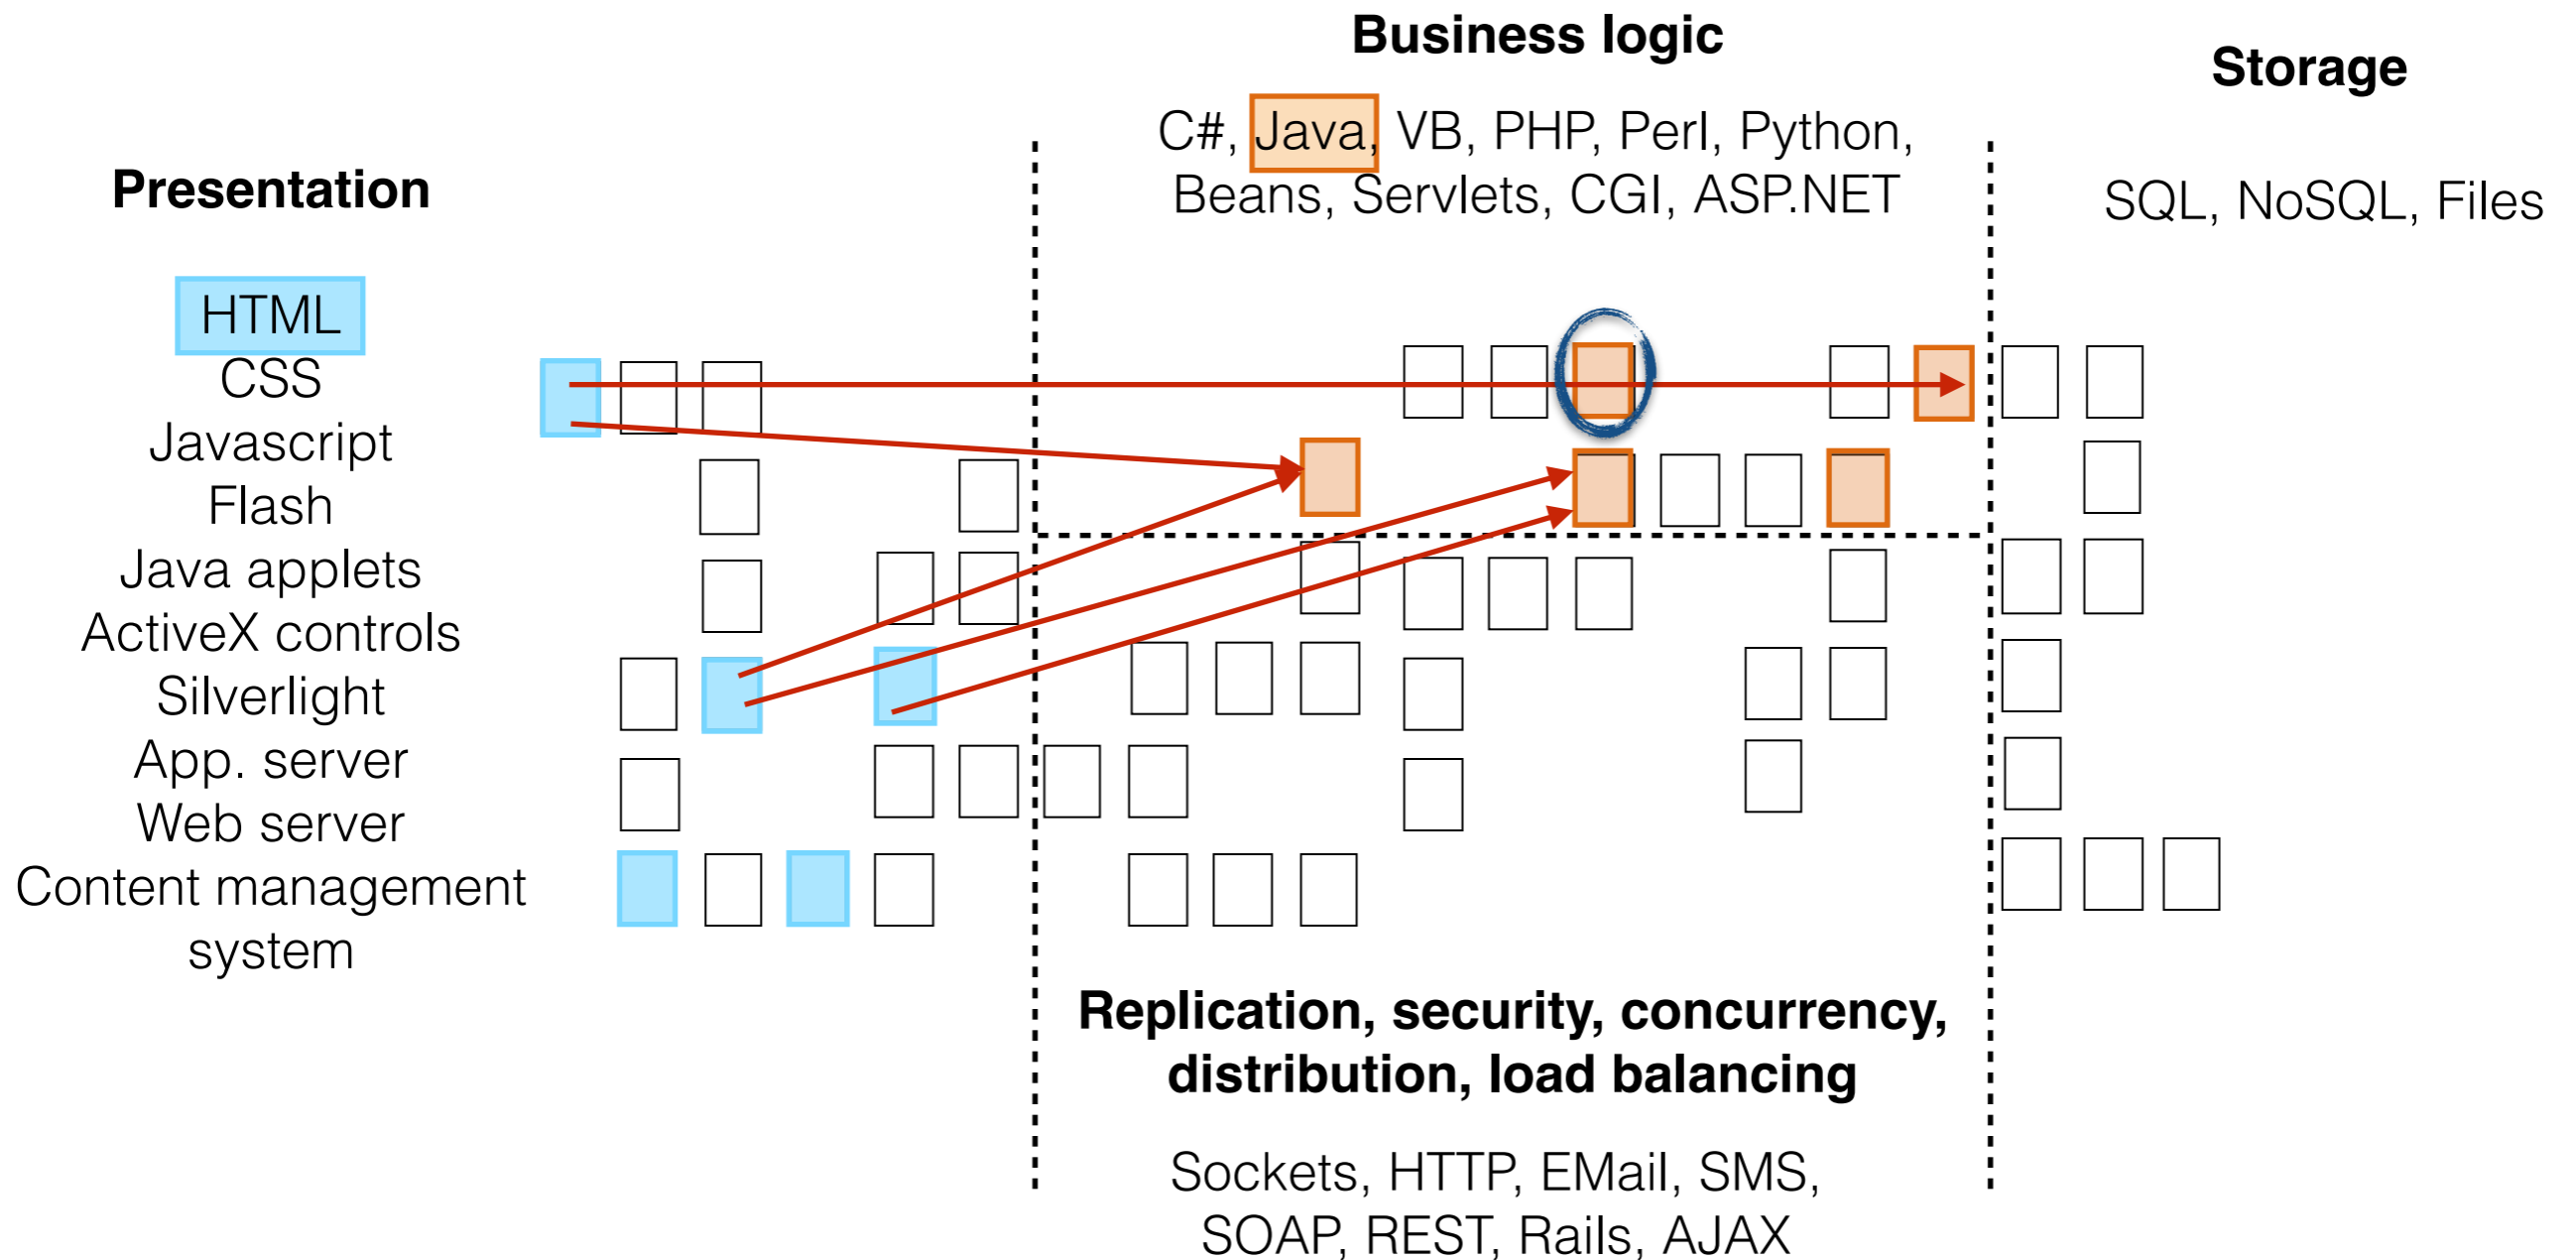 Business logic
Storage
C#, Java, VB, PHP, Perl, Python,
Beans, Servlets, CGI, ASP.NET
SQL, NoSQL, Files
Presentation
HTML
CSS
Javascript
Flash
Java applets
ActiveX controls
Silverlight
App. server
Web server
Content management
system
Replication, security, concurrency,
distribution, load balancing
Sockets, HTTP, EMail, SMS,
SOAP, REST, Rails, AJAX